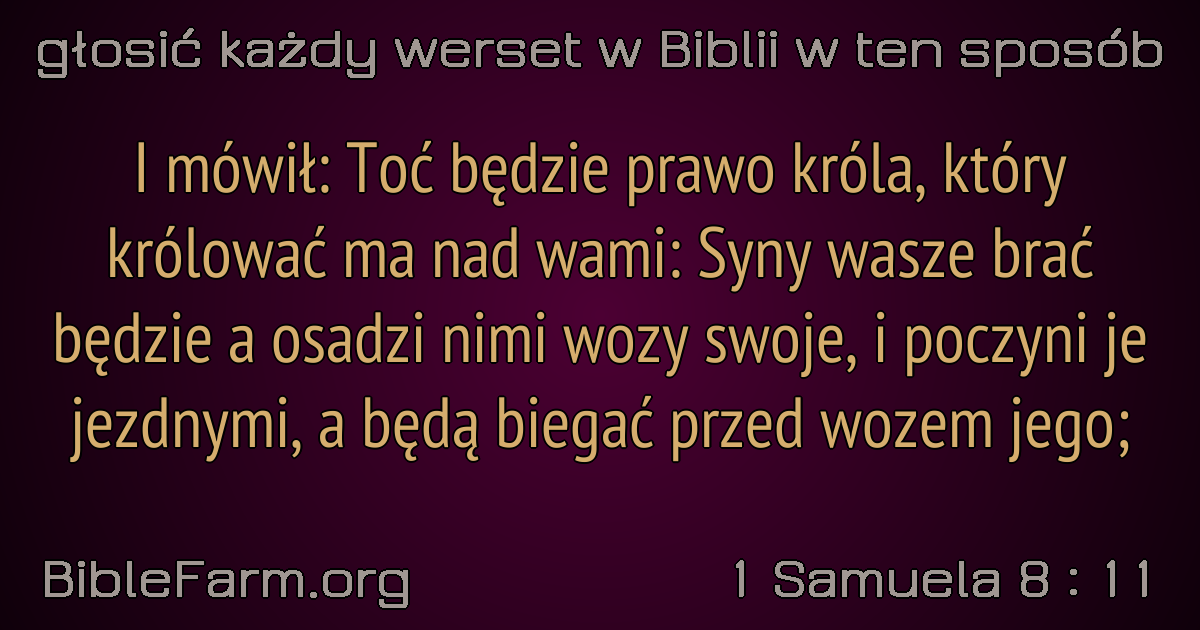 głosić każdy werset w Biblii w ten sposób
I mówił: Toć będzie prawo króla, który
królować ma nad wami: Syny wasze brać
będzie a osadzi nimi wozy swoje, i poczyni je
jezdnymi, a będą biegać przed wozem jego;
BibleFarm.org
1 Samuela 8 : 11